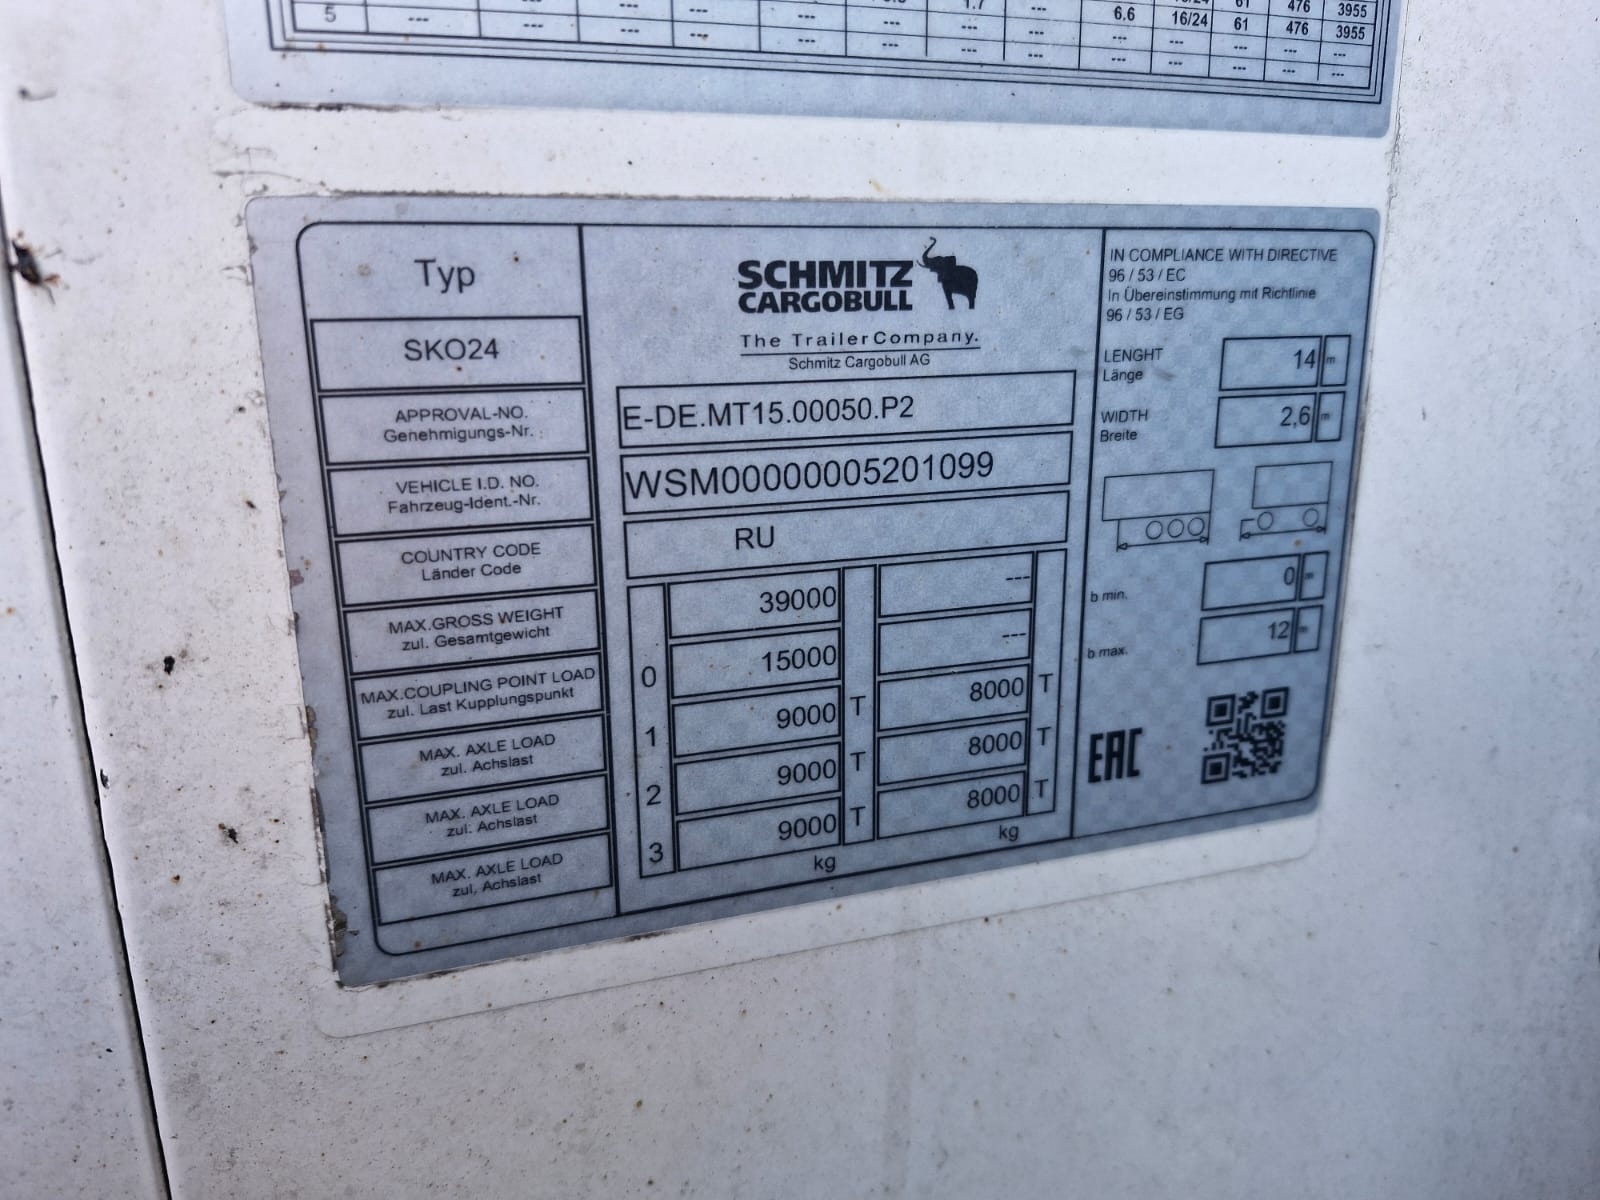 61 476 3955
5 --- --- --- --- --- --- 1.7 --- 6.6 16/24 61 476 3955
--- --- --- --- --- --- --- --- --- --- --- --- ---
Typ
SKO24
APPROVAL-NO.
Genehmigungs-Nr.
VEHICLE I.D. NO.
Fahrzeug-Ident.-Nr.
COUNTRY CODE
Länder Code
MAX.GROSS WEIGHT
zul. Gesamtgewicht
MAX.COUPLING POINT LOAD
zul. Last Kupplungspunkt
MAX. AXLE LOAD
zul. Achslast
MAX. AXLE LOAD
zul. Achslast
MAX. AXLE LOAD
zul. Achslast
SCHMITZ
CARGOBULL
The Trailer Company.
Schmitz Cargobull AG
E-DE.MT15.00050.P2
WSM00000005201099
RU
39000 ---
0 15000 ---
1 9000 T 8000 T
2 9000 T 8000 T
3 9000 T 8000 T
kg kg
IN COMPLIANCE WITH DIRECTIVE
96 / 53 / EC
In Übereinstimmung mit Richtlinie
96 / 53 / EG
LENGHT
Länge
14 m
WIDTH
Breite
2,6 m
b min. 0 m
b max. 12 m
EAC